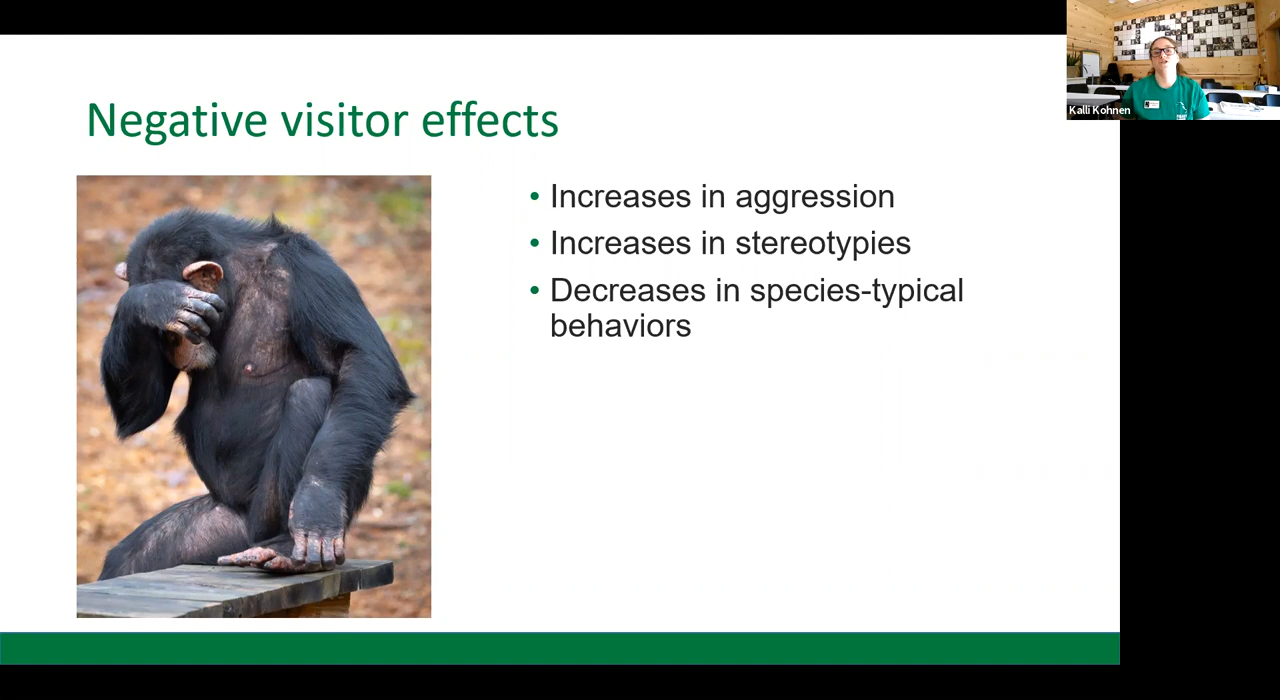 Negative visitor effects
• Increases in aggression
• Increases in stereotypies
• Decreases in species-typical
behaviors
Kalli Kohnen